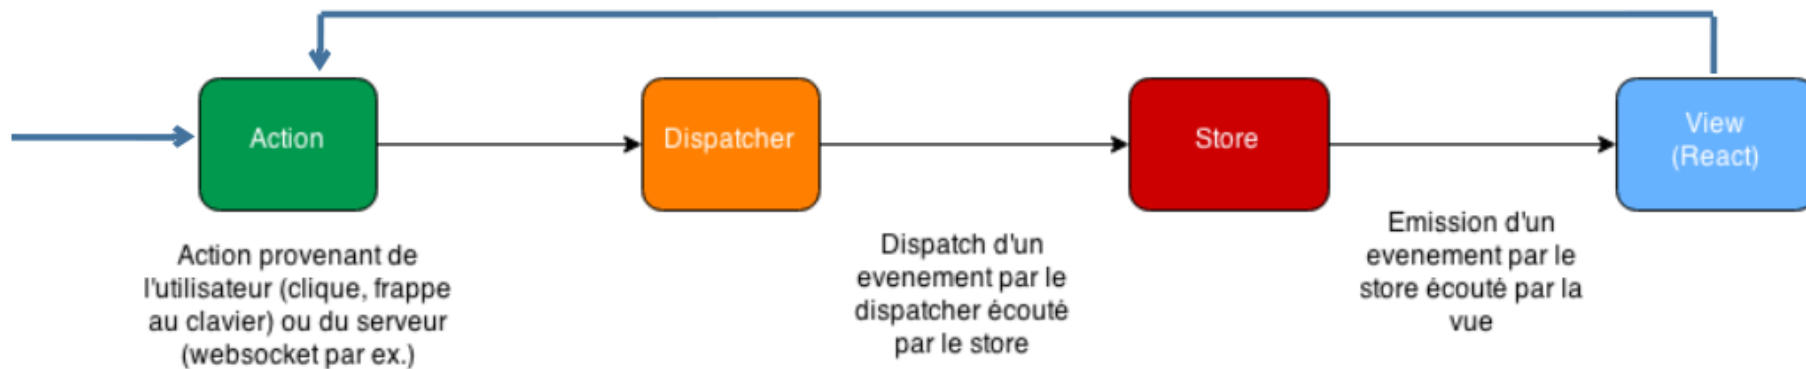 Action
Dispatcher
Store
View
(React)
Action provenant de
l'utilisateur (clique, frappe
au clavier) ou du serveur
(websocket par ex.)
Dispatch d'un
evenement par le
dispatcher écouté
par le store
Emission d'un
evenement par le
store écouté par la
vue